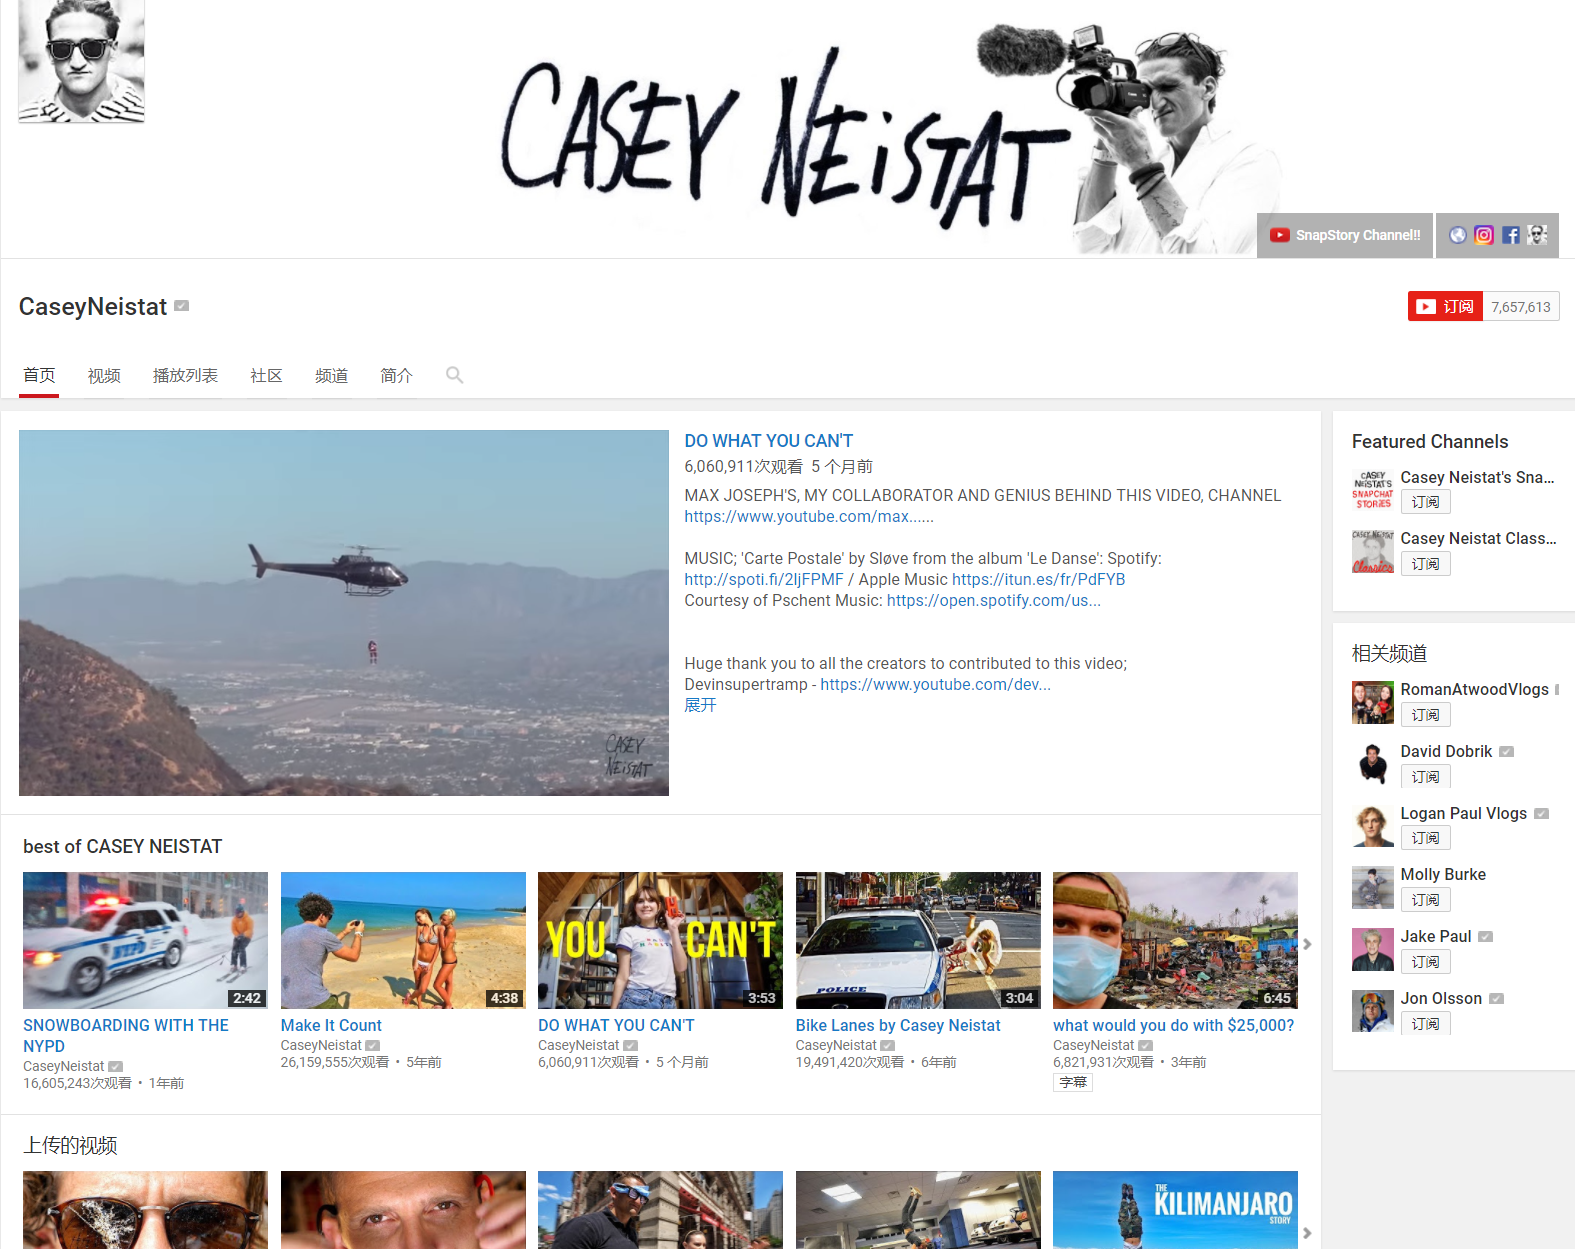 CASEY NEISTAT
SnapStory Channel!!
CaseyNeistat
订阅 7,657,613
首页 视频 播放列表 社区 频道 简介
DO WHAT YOU CAN'T
6,060,911次观看 5 个月前
MAX JOSEPH'S, MY COLLABORATOR AND GENIUS BEHIND THIS VIDEO, CHANNEL
https://www.youtube.com/max......
MUSIC; 'Carte Postale' by Sløve from the album 'Le Danse': Spotify:
http://spoti.fi/2ljFPMF / Apple Music https://itun.es/fr/PdFYB
Courtesy of Pschent Music: https://open.spotify.com/us...
Huge thank you to all the creators to contributed to this video;
Devinsupertramp - https://www.youtube.com/dev...
展开
CASEY
NEISTAT
Featured Channels
CASEY
NEISTAT'S
SNAPCHAT
STORIES
Casey Neistat's Sna...
订阅
CASEY NEISTAT
Classics
Casey Neistat Class...
订阅
相关频道
RomanAtwoodVlogs
订阅
David Dobrik
订阅
Logan Paul Vlogs
订阅
Molly Burke
订阅
Jake Paul
订阅
Jon Olsson
订阅
best of CASEY NEISTAT
NYPD
2:42
SNOWBOARDING WITH THE
NYPD
CaseyNeistat
16,605,243次观看 • 1年前
4:38
Make It Count
CaseyNeistat
26,159,555次观看 • 5年前
YOU CAN'T
3:53
DO WHAT YOU CAN'T
CaseyNeistat
6,060,911次观看 • 5 个月前
POLICE
3:04
Bike Lanes by Casey Neistat
CaseyNeistat
19,491,420次观看 • 6年前
6:45
what would you do with $25,000?
CaseyNeistat
6,821,931次观看 • 3年前
字幕
上传的视频
THE
KILIMANJARO
STORY